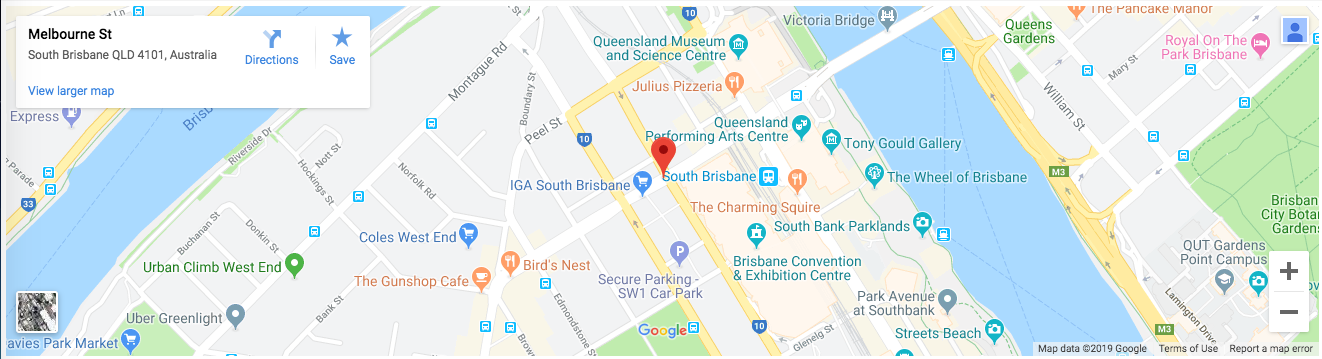 Melbourne St
South Brisbane QLD 4101, Australia
Directions
Save
View larger map
Express
Brisb
Montague Rd
Boundary St
Peel St
Riverside Dr
Nott St
Hockings St
Norfolk Rd
ng Parade
33
Buchanan St
Donkin St
Urban Climb West End
Bank St
Uber Greenlight
avies Park Market
Coles West End
The Gunshop Cafe
Bird's Nest
Edmondstone St
Browning
10
10
10
IGA South Brisbane
Secure Parking -
SW1 Car Park
Google
Queensland Museum
and Science Centre
Julius Pizzeria
Queensland
Performing Arts Centre
South Brisbane
The Charming Squire
Brisbane Convention
& Exhibition Centre
Glenelg St
Victoria Bridge
Tony Gould Gallery
The Wheel of Brisbane
South Bank Parklands
Park Avenue
at Southbank
Streets Beach
Queens
Gardens
The Pancake Manor
Royal On The
Park Brisbane
Mary St
William St
M3
M3
Brisban
City Bota
Gardens
QUT Gardens
Point Campus
Lamington Drive
+
−
Map data ©2019 Google
Terms of Use
Report a map error